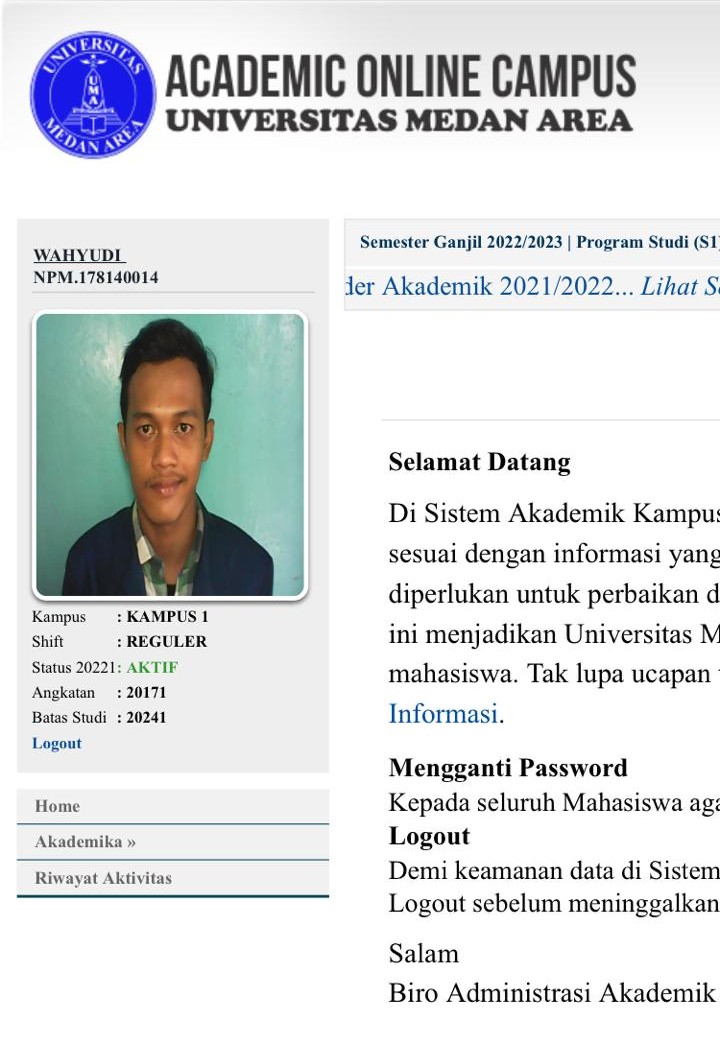 UNIVERSITAS
UMA
MEDAN AREA
ACADEMIC ONLINE CAMPUS
UNIVERSITAS MEDAN AREA
WAHYUDI
NPM.178140014
Kampus : KAMPUS 1
Shift : REGULER
Status 20221: AKTIF
Angkatan : 20171
Batas Studi : 20241
Logout
Home
Akademika »
Riwayat Aktivitas
Semester Ganjil 2022/2023 | Program Studi (S1)
der Akademik 2021/2022... Lihat S
Selamat Datang
Di Sistem Akademik Kampus
sesuai dengan informasi yang
diperlukan untuk perbaikan d
ini menjadikan Universitas M
mahasiswa. Tak lupa ucapan
Informasi.
Mengganti Password
Kepada seluruh Mahasiswa aga
Logout
Demi keamanan data di Sistem
Logout sebelum meninggalkan
Salam
Biro Administrasi Akademik